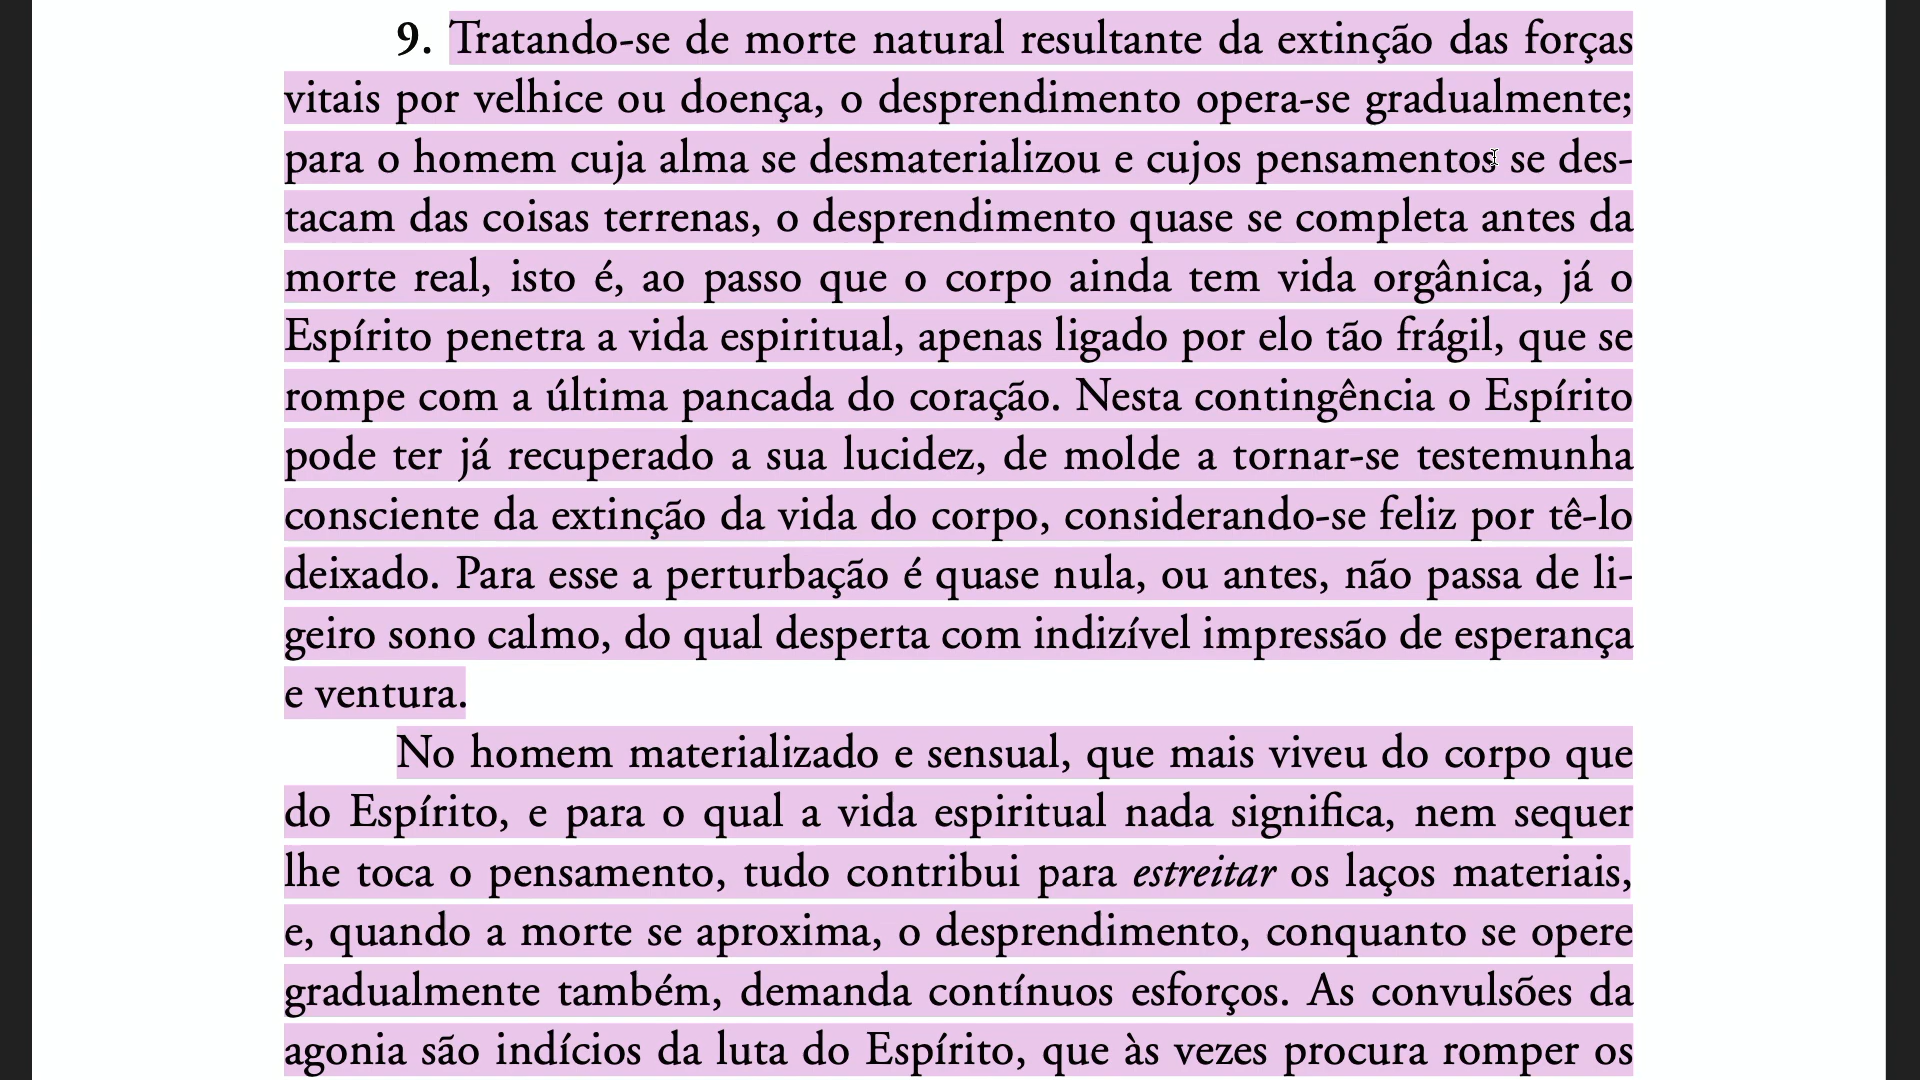 9. Tratando-se de morte natural resultante da extinção das forças
vitais por velhice ou doença, o desprendimento opera-se gradualmente;
para o homem cuja alma se desmaterializou e cujos pensamentos se des-
tacam das coisas terrenas, o desprendimento quase se completa antes da
morte real, isto é, ao passo que o corpo ainda tem vida orgânica, já o
Espírito penetra a vida espiritual, apenas ligado por elo tão frágil, que se
rompe com a última pancada do coração. Nesta contingência o Espírito
pode ter já recuperado a sua lucidez, de molde a tornar-se testemunha
consciente da extinção da vida do corpo, considerando-se feliz por tê-lo
deixado. Para esse a perturbação é quase nula, ou antes, não passa de li-
geiro sono calmo, do qual desperta com indizível impressão de esperança
e ventura.
No homem materializado e sensual, que mais viveu do corpo que
do Espírito, e para o qual a vida espiritual nada significa, nem sequer
lhe toca o pensamento, tudo contribui para estreitar os laços materiais,
e, quando a morte se aproxima, o desprendimento, conquanto se opere
gradualmente também, demanda contínuos esforços. As convulsões da
agonia são indícios da luta do Espírito, que às vezes procura romper os